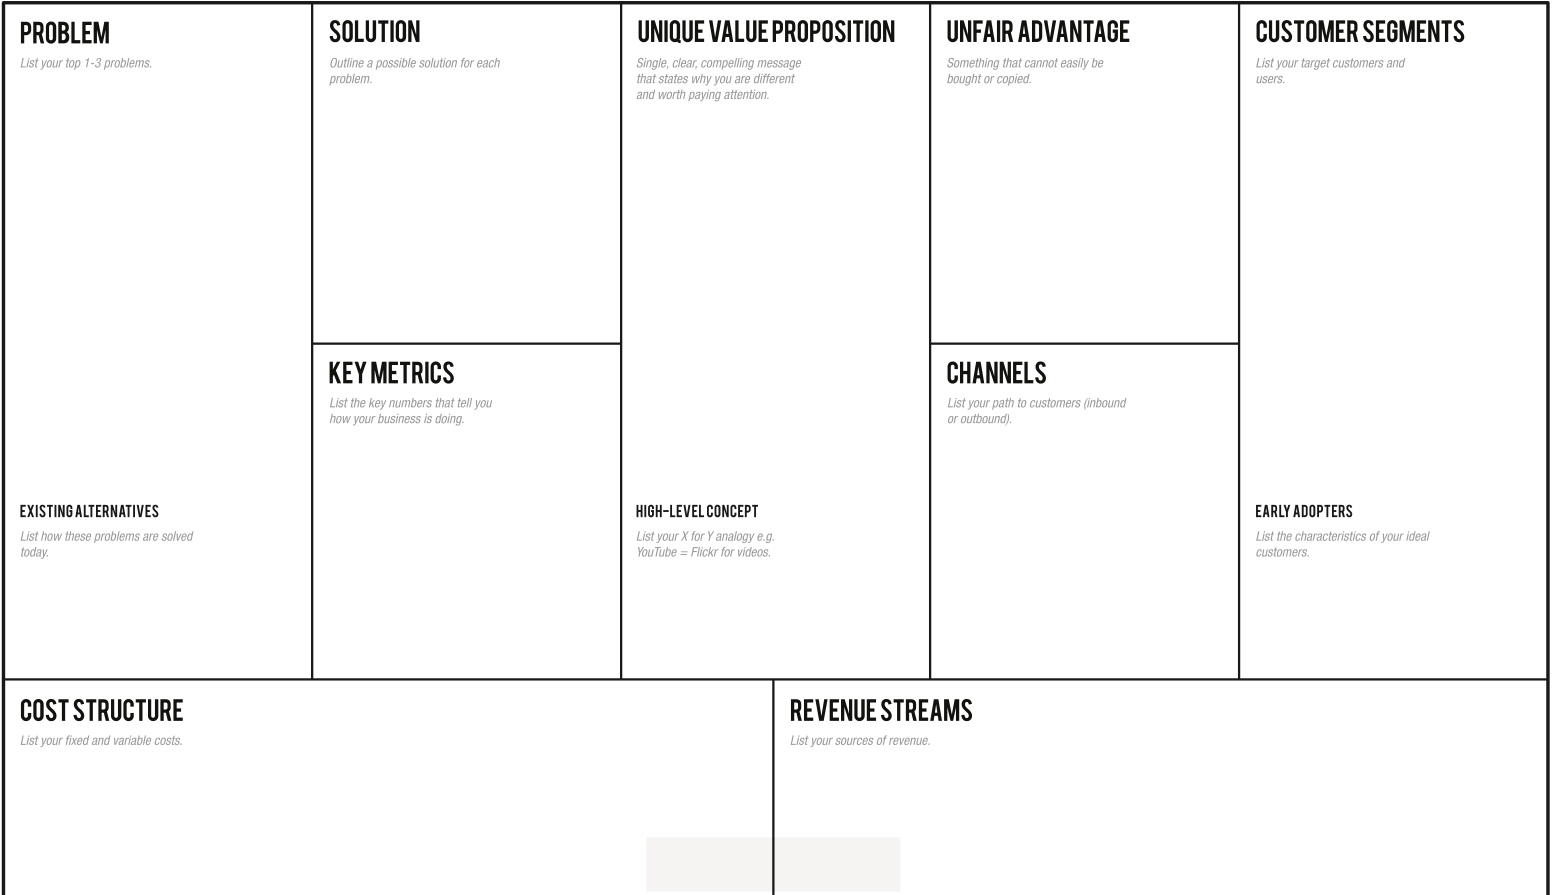 PROBLEM
List your top 1-3 problems.
EXISTING ALTERNATIVES
List how these problems are solved
today.
SOLUTION
Outline a possible solution for each
problem.
KEY METRICS
List the key numbers that tell you
how your business is doing.
UNIQUE VALUE PROPOSITION
Single, clear, compelling message
that states why you are different
and worth paying attention.
HIGH-LEVEL CONCEPT
List your X for Y analogy e.g.
YouTube = Flickr for videos.
UNFAIR ADVANTAGE
Something that cannot easily be
bought or copied.
CHANNELS
List your path to customers (inbound
or outbound).
CUSTOMER SEGMENTS
List your target customers and
users.
EARLY ADOPTERS
List the characteristics of your ideal
customers.
COST STRUCTURE
List your fixed and variable costs.
REVENUE STREAMS
List your sources of revenue.